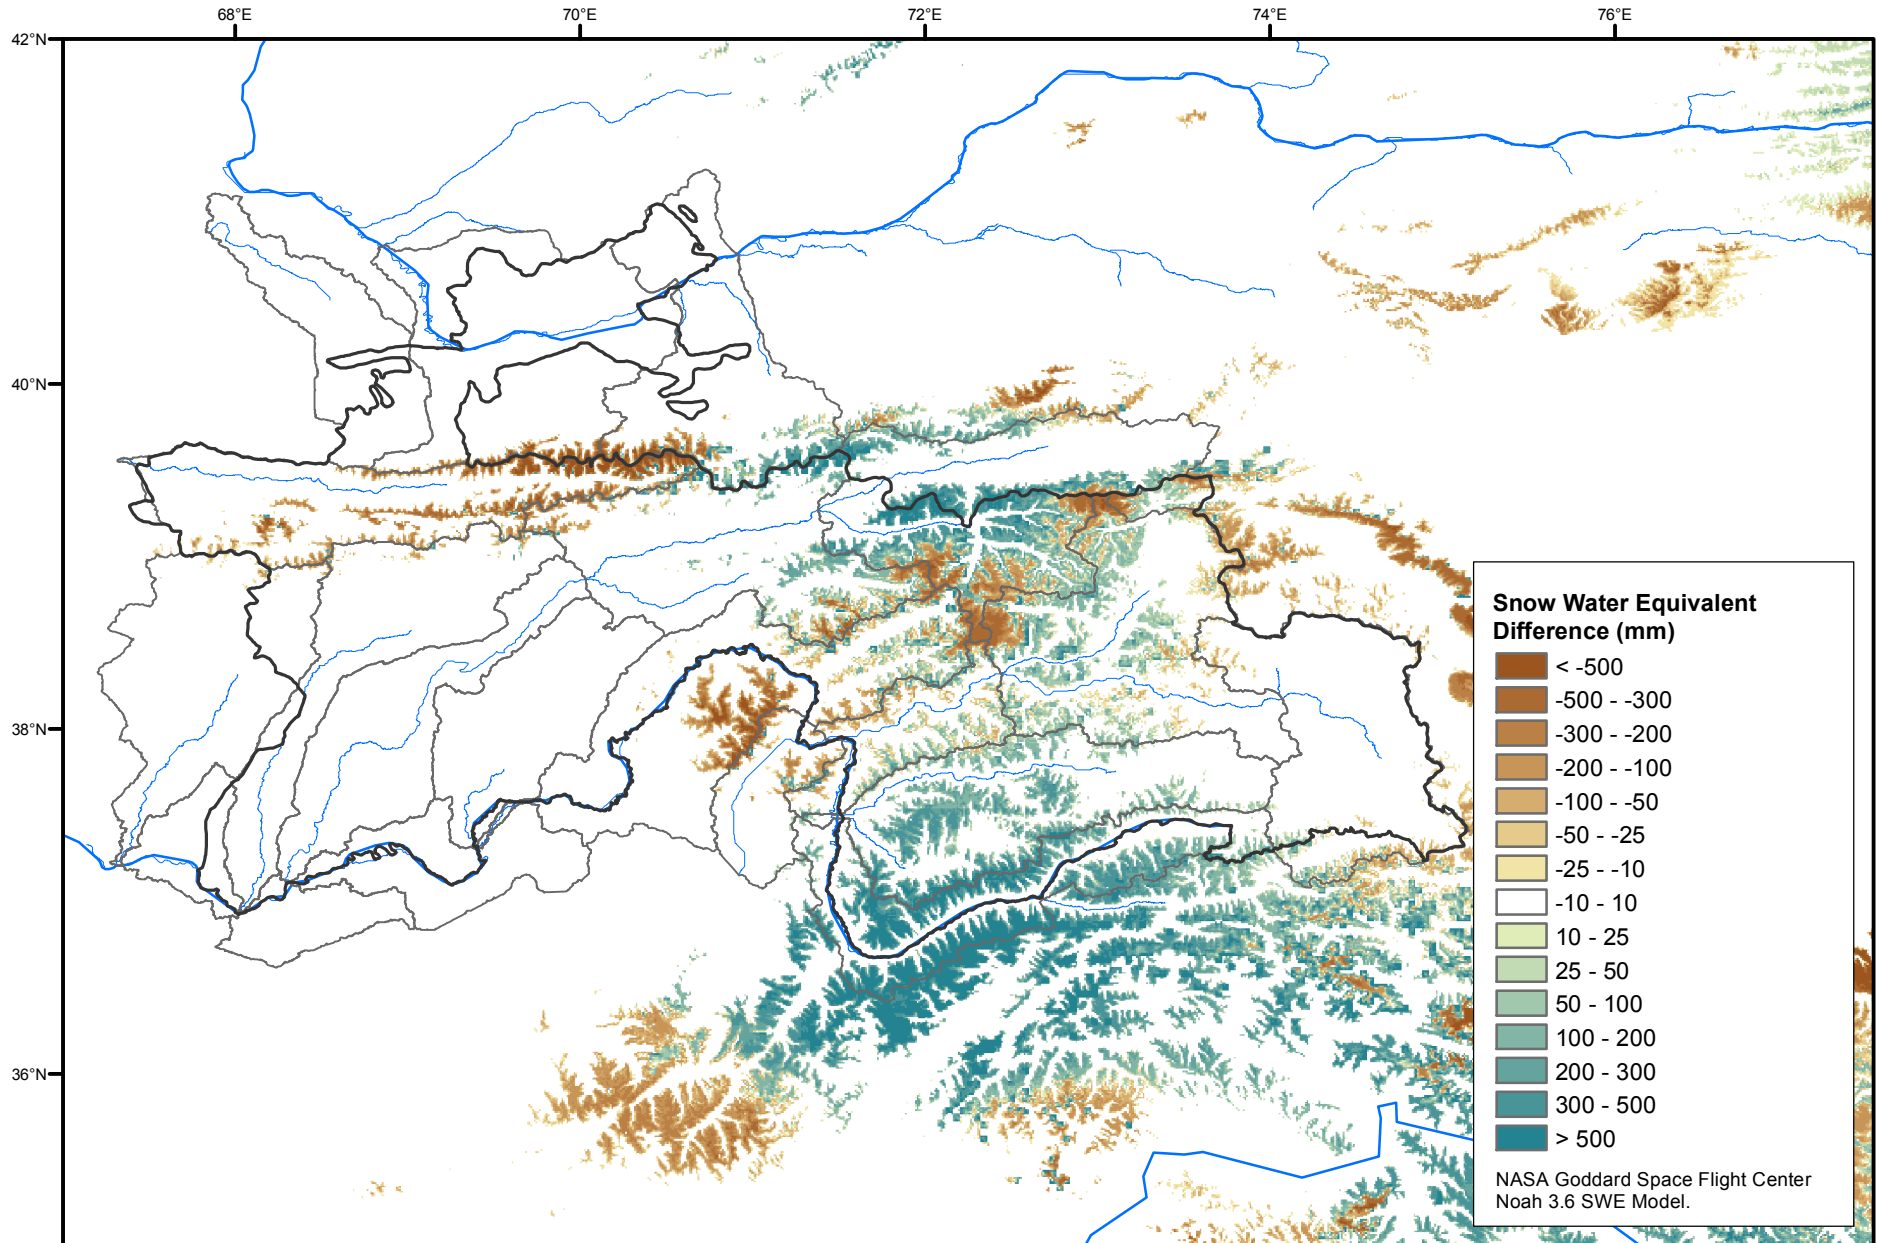 68°E
70°E
72°E
74°E
76°E
42°N
40°N
38°N
36°N
Snow Water Equivalent
Difference (mm)
< -500
-500 - -300
-300 - -200
-200 - -100
-100 - -50
-50 - -25
-25 - -10
-10 - 10
10 - 25
25 - 50
50 - 100
100 - 200
200 - 300
300 - 500
> 500
NASA Goddard Space Flight Center
Noah 3.6 SWE Model.